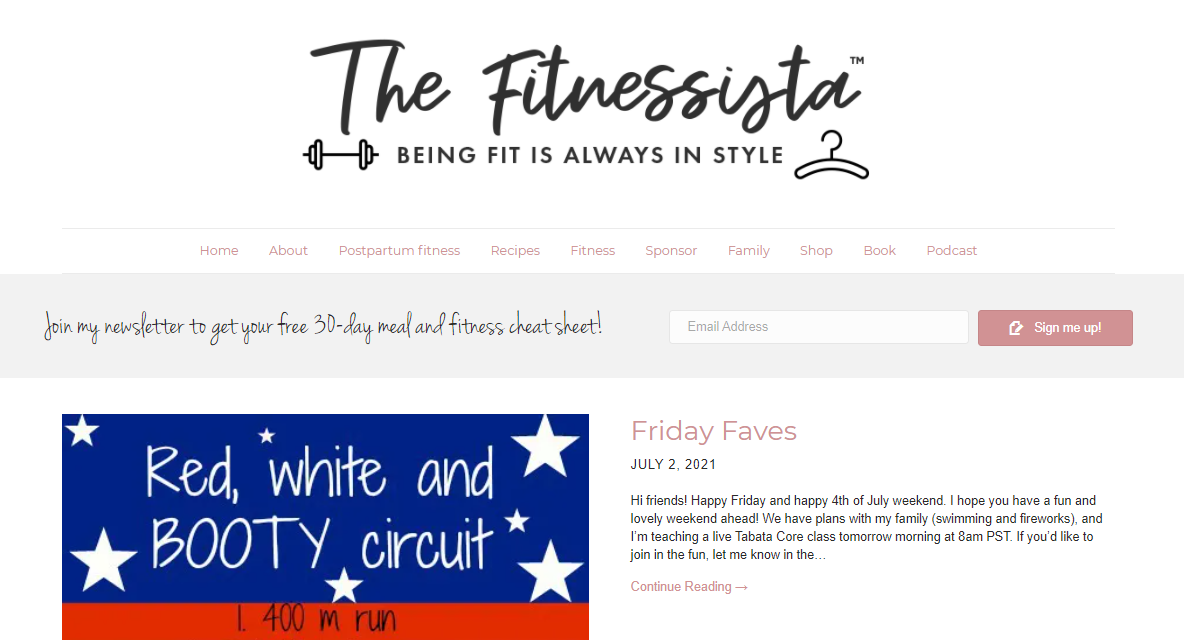 The Fitnessista™
BEING FIT IS ALWAYS IN STYLE
Home About Postpartum fitness Recipes Fitness Sponsor Family Shop Book Podcast
Join my newsletter to get your free 30-day meal and fitness cheat sheet!
Email Address
Sign me up!
Red, white and
BOOTY circuit
1. 400 m run
Friday Faves
JULY 2, 2021
Hi friends! Happy Friday and happy 4th of July weekend. I hope you have a fun and
lovely weekend ahead! We have plans with my family (swimming and fireworks), and
I'm teaching a live Tabata Core class tomorrow morning at 8am PST. If you'd like to
join in the fun, let me know in the…
Continue Reading →